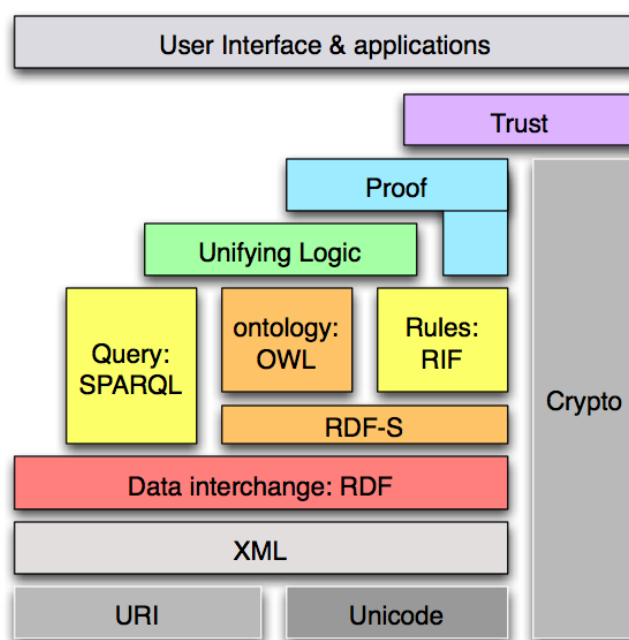 User Interface & applications
Trust
Proof
Unifying Logic
Query:
SPARQL
ontology:
OWL
Rules:
RIF
Crypto
RDF-S
Data interchange: RDF
XML
URI
Unicode